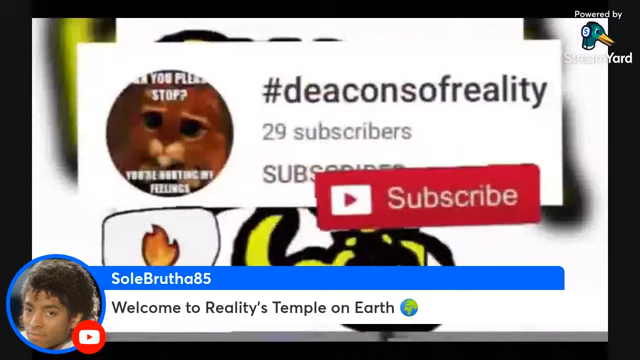 Powered by
StreamYard
CAN YOU PLEASE
STOP?
YOU'RE HURTING MY
FEELINGS
#deaconsofreality
29 subscribers
SUBSCRIBER
Subscribe
SoleBrutha85
Welcome to Reality's Temple on Earth 🌍